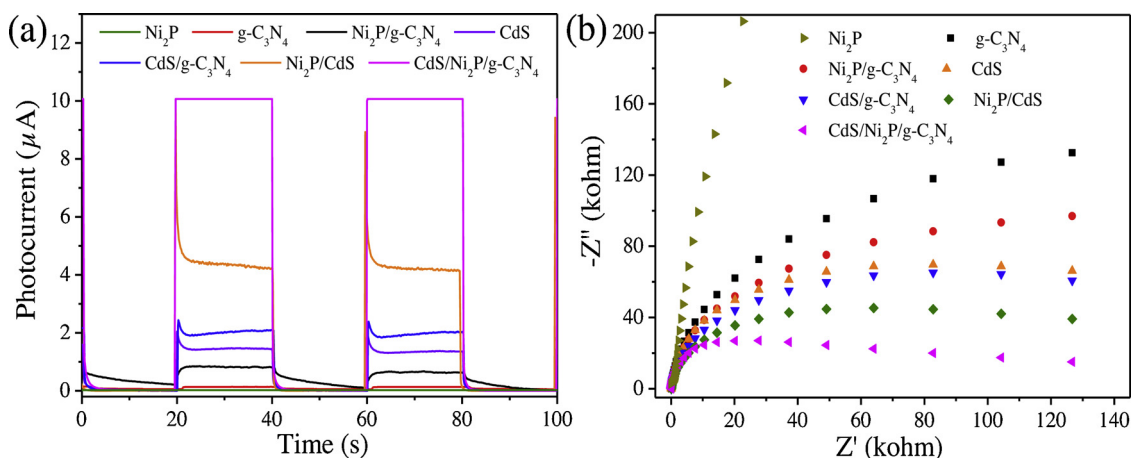 (a)
Ni₂P g-C₃N₄ Ni₂P/g-C₃N₄ CdS
CdS/g-C₃N₄ Ni₂P/CdS CdS/Ni₂P/g-C₃N₄
Photocurrent (μA)
12
10
8
6
4
2
0
0 20 40 60 80 100
Time (s)
(b)
Ni₂P g-C₃N₄
Ni₂P/g-C₃N₄ CdS
CdS/g-C₃N₄ Ni₂P/CdS
CdS/Ni₂P/g-C₃N₄
-Z" (kohm)
200
160
120
80
40
0
0 20 40 60 80 100 120 140
Z' (kohm)